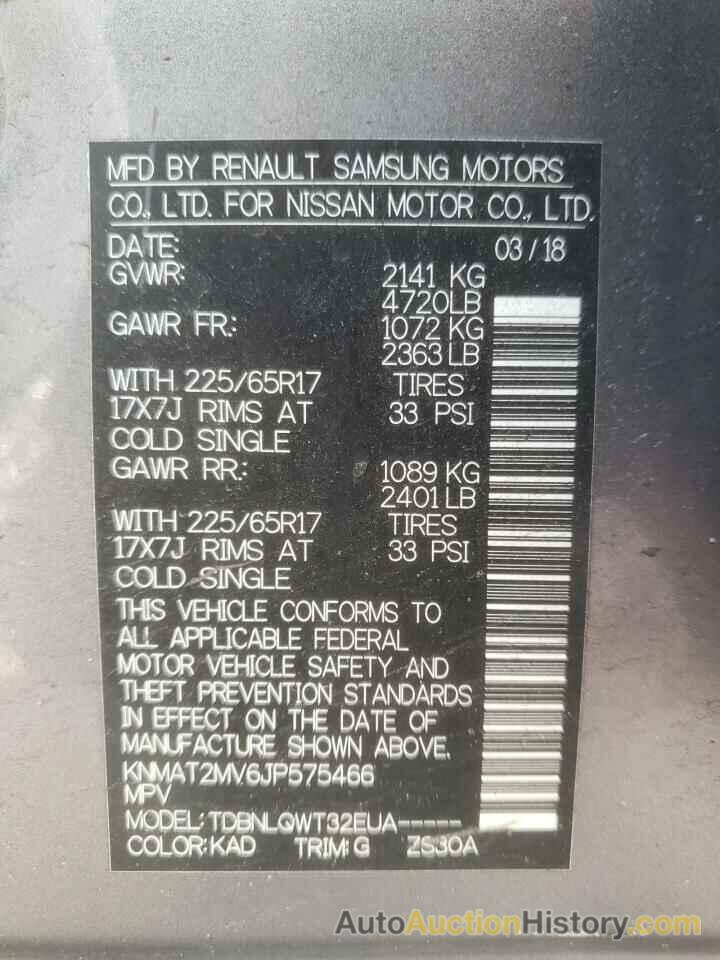 MFD BY RENAULT SAMSUNG MOTORS
CO., LTD. FOR NISSAN MOTOR CO., LTD.
DATE: 03 / 18
GVWR: 2141 KG
4720LB
GAWR FR.: 1072 KG
2363 LB
WITH 225/65R17 TIRES
17X7J RIMS AT 33 PSI
COLD SINGLE
GAWR RR.: 1089 KG
2401 LB
WITH 225/65R17 TIRES
17X7J RIMS AT 33 PSI
COLD SINGLE
THIS VEHICLE CONFORMS TO
ALL APPLICABLE FEDERAL
MOTOR VEHICLE SAFETY AND
THEFT PREVENTION STANDARDS
IN EFFECT ON THE DATE OF
MANUFACTURE SHOWN ABOVE.
KNMAT2MV6JP575466
MPV
MODEL: TDBNLQWT32EUA-----
COLOR: KAD TRIM: G ZS30A
AutoAuctionHistory.com